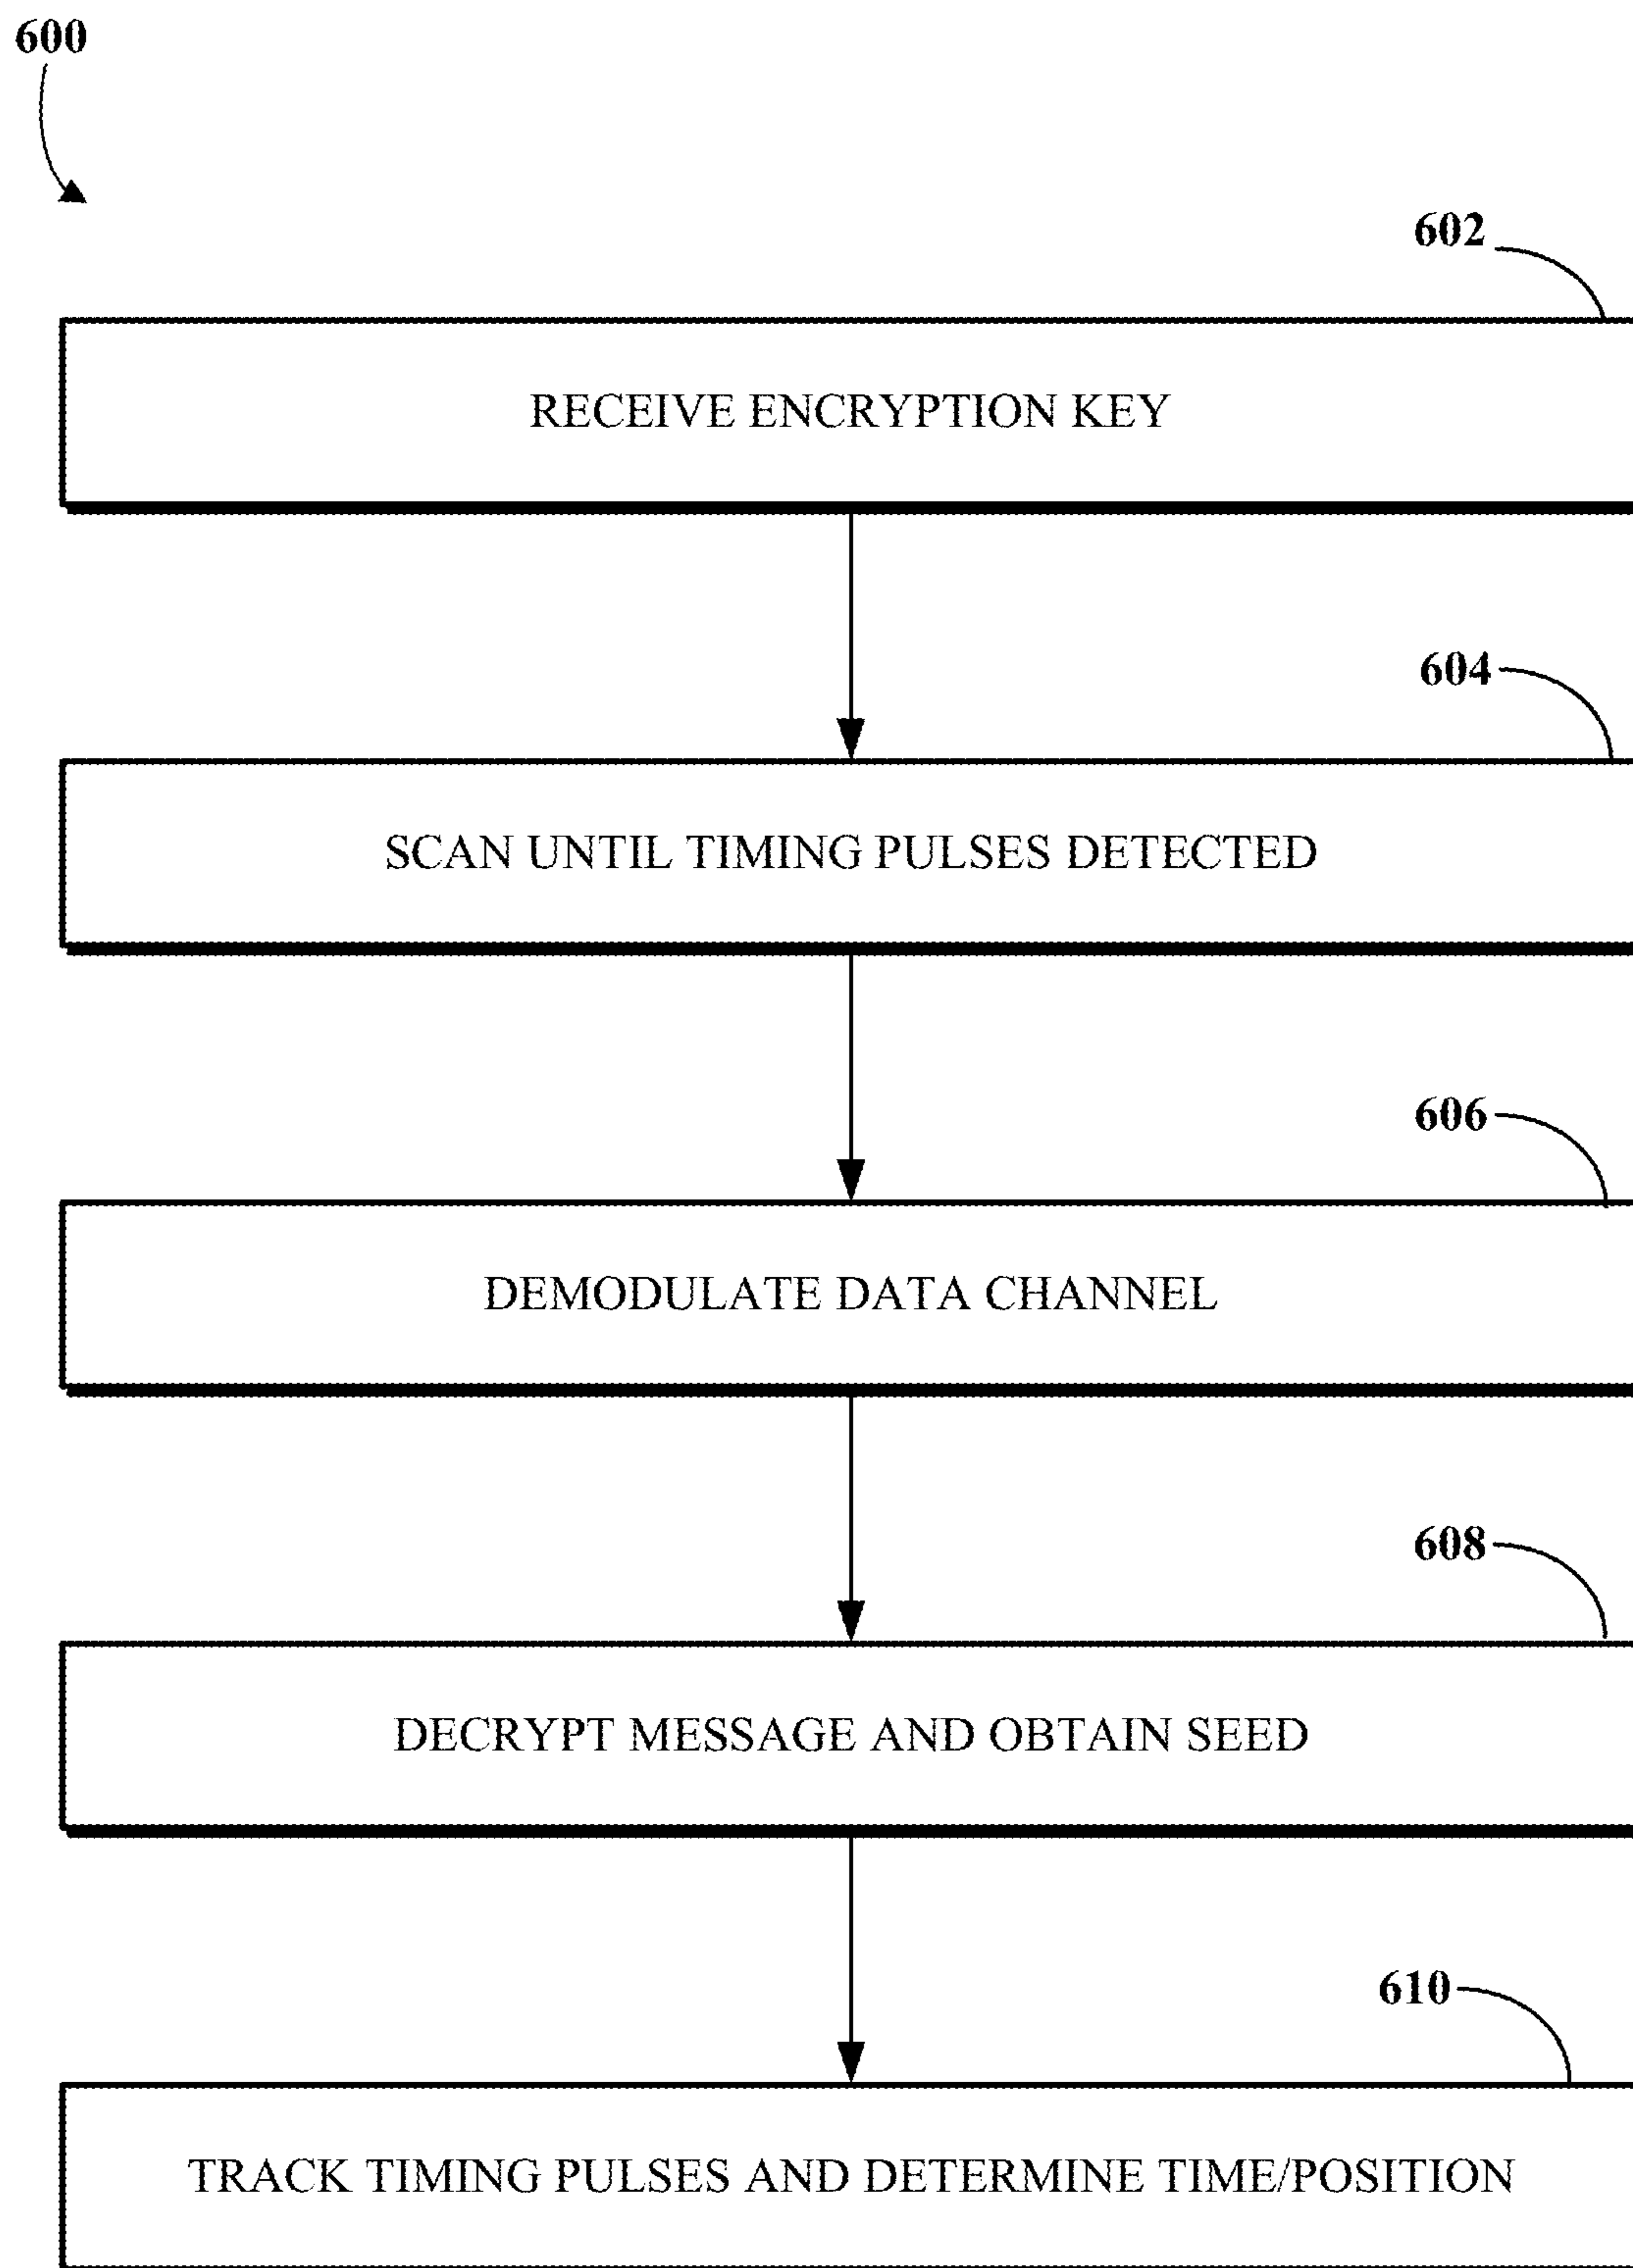 600
602
RECEIVE ENCRYPTION KEY
604
SCAN UNTIL TIMING PULSES DETECTED
606
DEMODULATE DATA CHANNEL
608
DECRYPT MESSAGE AND OBTAIN SEED
610
TRACK TIMING PULSES AND DETERMINE TIME/POSITION